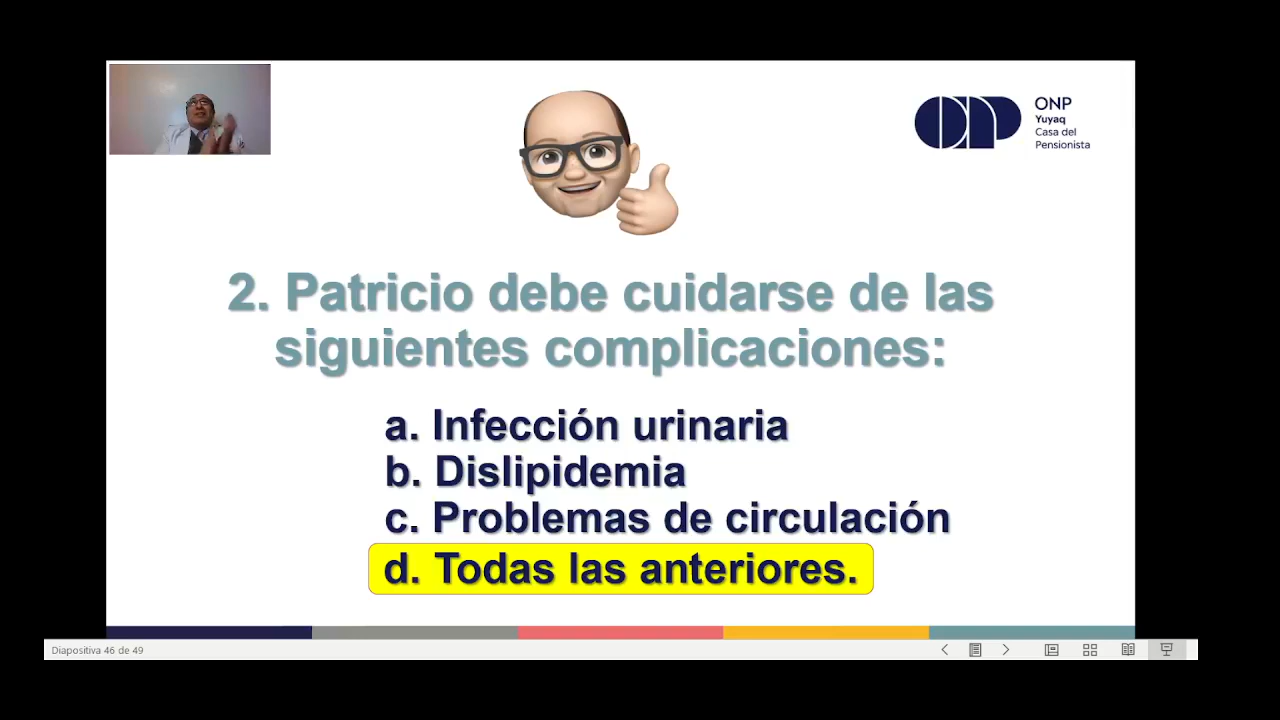 ONP
Yuyaq
Casa del
Pensionista
2. Patricio debe cuidarse de las
siguientes complicaciones:
a. Infección urinaria
b. Dislipidemia
c. Problemas de circulación
d. Todas las anteriores.
Diapositiva 46 de 49